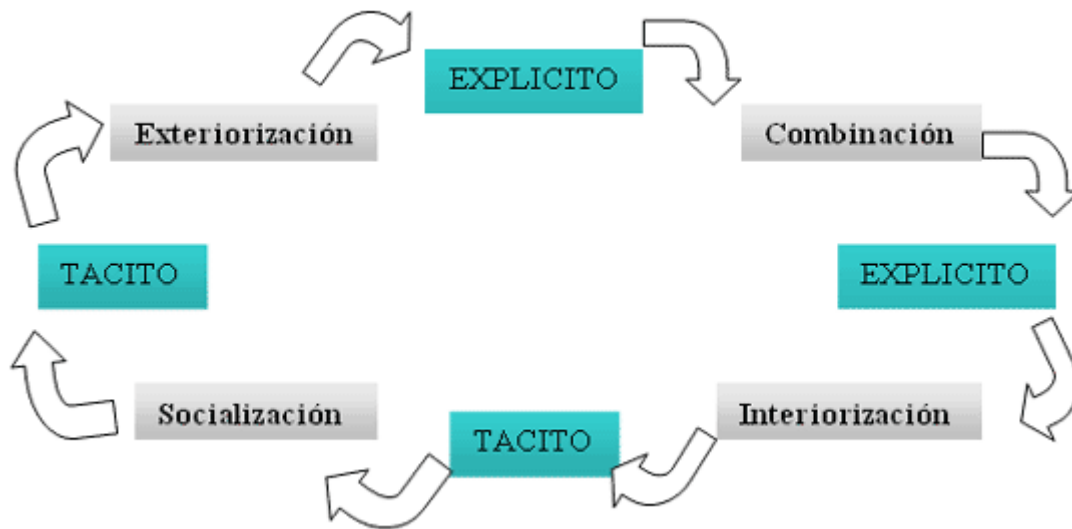 EXPLICITO
Exteriorización
Combinación
TACITO
EXPLICITO
Socialización
Interiorización
TACITO